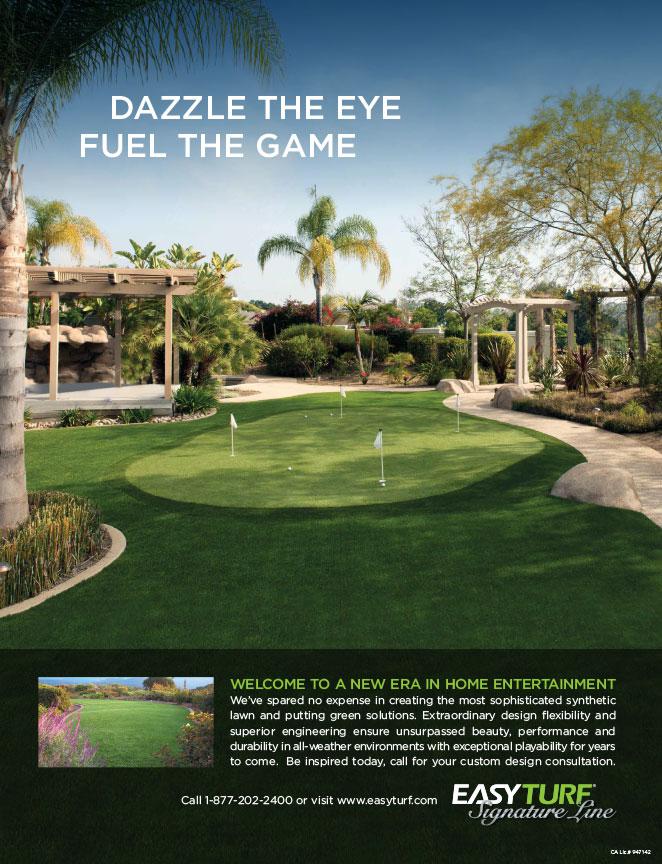 DAZZLE THE EYE
FUEL THE GAME
WELCOME TO A NEW ERA IN HOME ENTERTAINMENT
We've spared no expense in creating the most sophisticated synthetic
lawn and putting green solutions. Extraordinary design flexibility and
superior engineering ensure unsurpassed beauty, performance and
durability in all-weather environments with exceptional playability for years
to come. Be inspired today, call for your custom design consultation.
Call 1-877-202-2400 or visit www.easyturf.com
EASYTURF®
Signature Line
CA Lic.# 947142